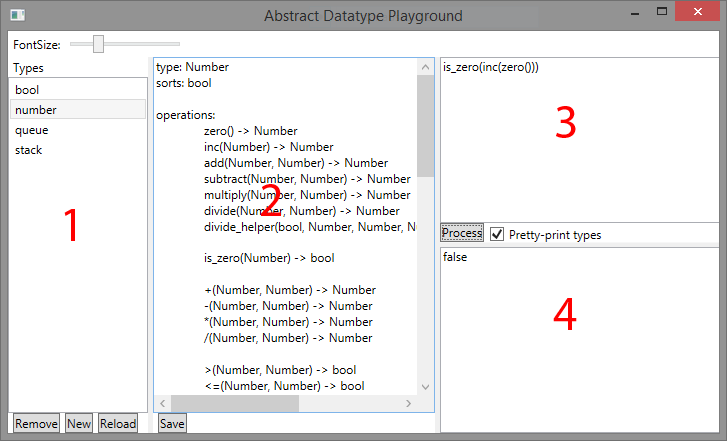 Abstract Datatype Playground
FontSize:
Types
bool
number
queue
stack
1
Remove New Reload
type: Number
sorts: bool
operations:
zero() -> Number
inc(Number) -> Number
add(Number, Number) -> Number
subtract(Number, Number) -> Number
multiply(Number, Number) -> Number
divide(Number, Number) -> Number
divide_helper(bool, Number, Number, N
is_zero(Number) -> bool
+(Number, Number) -> Number
-(Number, Number) -> Number
*(Number, Number) -> Number
/(Number, Number) -> Number
>(Number, Number) -> bool
<=(Number, Number) -> bool
2
Save
is_zero(inc(zero()))
3
Process Pretty-print types
false
4